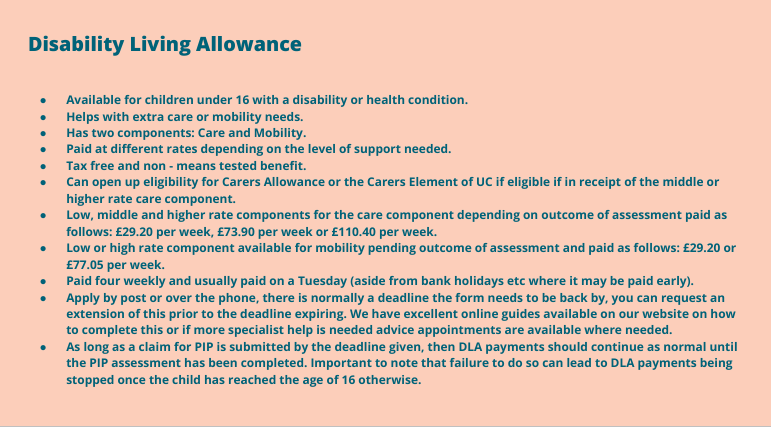 Disability Living Allowance
● Available for children under 16 with a disability or health condition.
● Helps with extra care or mobility needs.
● Has two components: Care and Mobility.
● Paid at different rates depending on the level of support needed.
● Tax free and non - means tested benefit.
● Can open up eligibility for Carers Allowance or the Carers Element of UC if eligible if in receipt of the middle or
higher rate care component.
● Low, middle and higher rate components for the care component depending on outcome of assessment paid as
follows: £29.20 per week, £73.90 per week or £110.40 per week.
● Low or high rate component available for mobility pending outcome of assessment and paid as follows: £29.20 or
£77.05 per week.
● Paid four weekly and usually paid on a Tuesday (aside from bank holidays etc where it may be paid early).
● Apply by post or over the phone, there is normally a deadline the form needs to be back by, you can request an
extension of this prior to the deadline expiring. We have excellent online guides available on our website on how
to complete this or if more specialist help is needed advice appointments are available where needed.
● As long as a claim for PIP is submitted by the deadline given, then DLA payments should continue as normal until
the PIP assessment has been completed. Important to note that failure to do so can lead to DLA payments being
stopped once the child has reached the age of 16 otherwise.